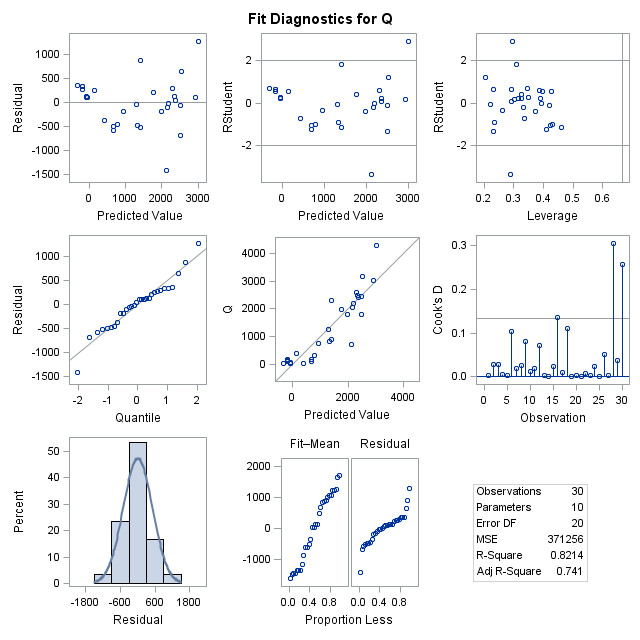 Fit Diagnostics for Q
Residual
1000
500
0
-500
-1000
-1500
0 1000 2000 3000
Predicted Value
RStudent
2
0
-2
0 1000 2000 3000
Predicted Value
RStudent
2
0
-2
0.2 0.3 0.4 0.5 0.6
Leverage
Residual
1000
500
0
-500
-1000
-1500
-2 -1 0 1 2
Quantile
Q
4000
3000
2000
1000
0
0 2000 4000
Predicted Value
Cook's D
0.3
0.2
0.1
0.0
0 5 10 15 20 25 30
Observation
Percent
50
40
30
20
10
0
-1800 -600 600 1800
Residual
Fit–Mean Residual
2000
1000
0
-1000
0.0 0.4 0.8 0.0 0.4 0.8
Proportion Less
Observations 30
Parameters 10
Error DF 20
MSE 371256
R-Square 0.8214
Adj R-Square 0.741